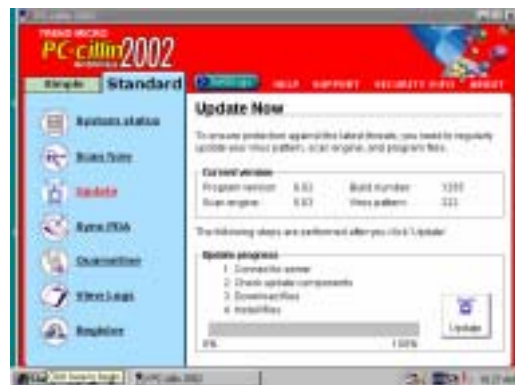 TREND MICRO
PC-cillin 2002
Simple
Standard
HELP SUPPORT SECURITY INFO ABOUT
System status
Scan Now
Update
Sync PDA
Quarantine
View Logs
Register
Update Now
To ensure protection against the latest threats, you need to regularly
update your virus pattern, scan engine, and program files.
Current version
Program version
Build number
Scan engine
Virus pattern
The following steps are performed after you click 'Update'
Update progress
1 Connect to server
2 Check update components
3 Download files
4 Install files
Update
0%
100%